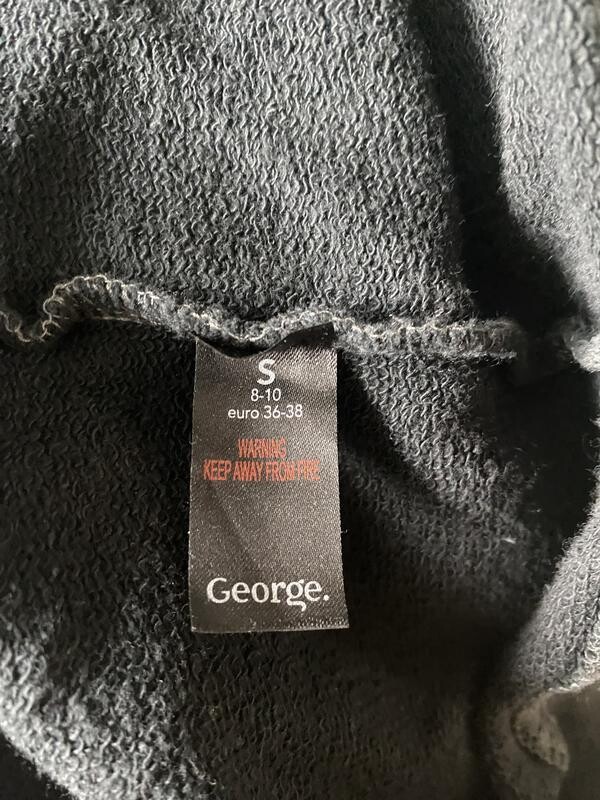 S
8-10
euro 36-38
WARNING
KEEP AWAY FROM FIRE
George.